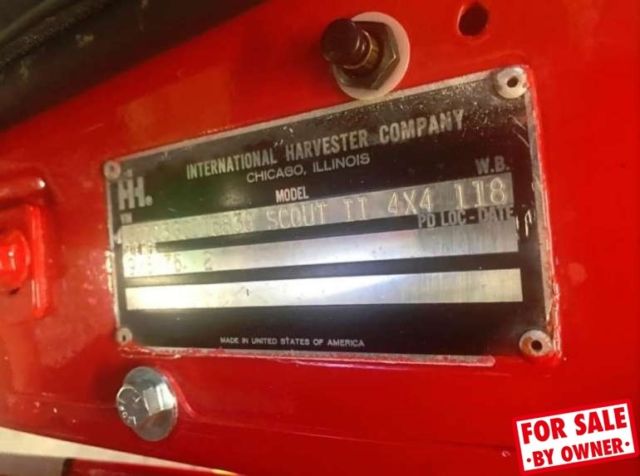 INTERNATIONAL HARVESTER COMPANY
CHICAGO, ILLINOIS
IH.
MODEL
W.B.
VIN
SCOUT II 4X4 118
PD LOC-DATE
MADE IN UNITED STATES OF AMERICA
FOR SALE
·BY OWNER·